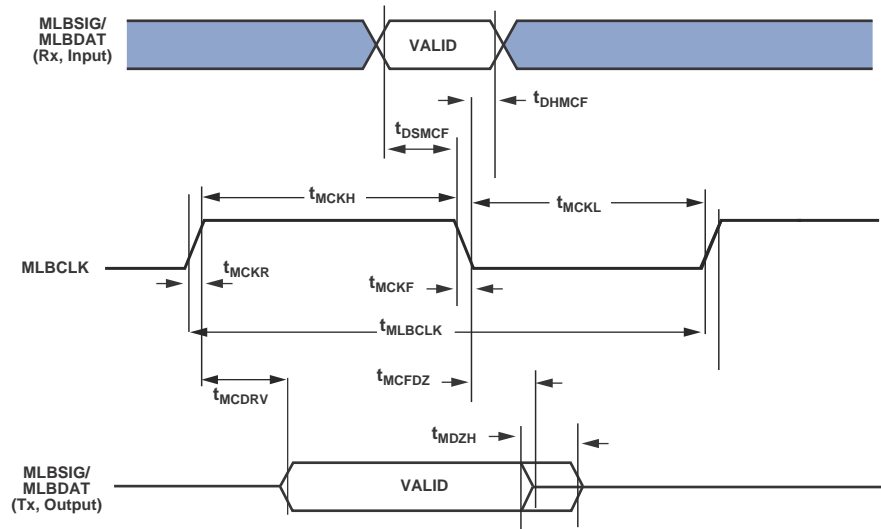 MLBSIG/
MLBDAT
(Rx, Input)
VALID
tDHMCF
tDSMCF
tMCKH
tMCKL
MLBCLK
tMCKR
tMCKF
tMLBCLK
tMCFDZ
tMCDRV
tMDZH
MLBSIG/
MLBDAT
(Tx, Output)
VALID